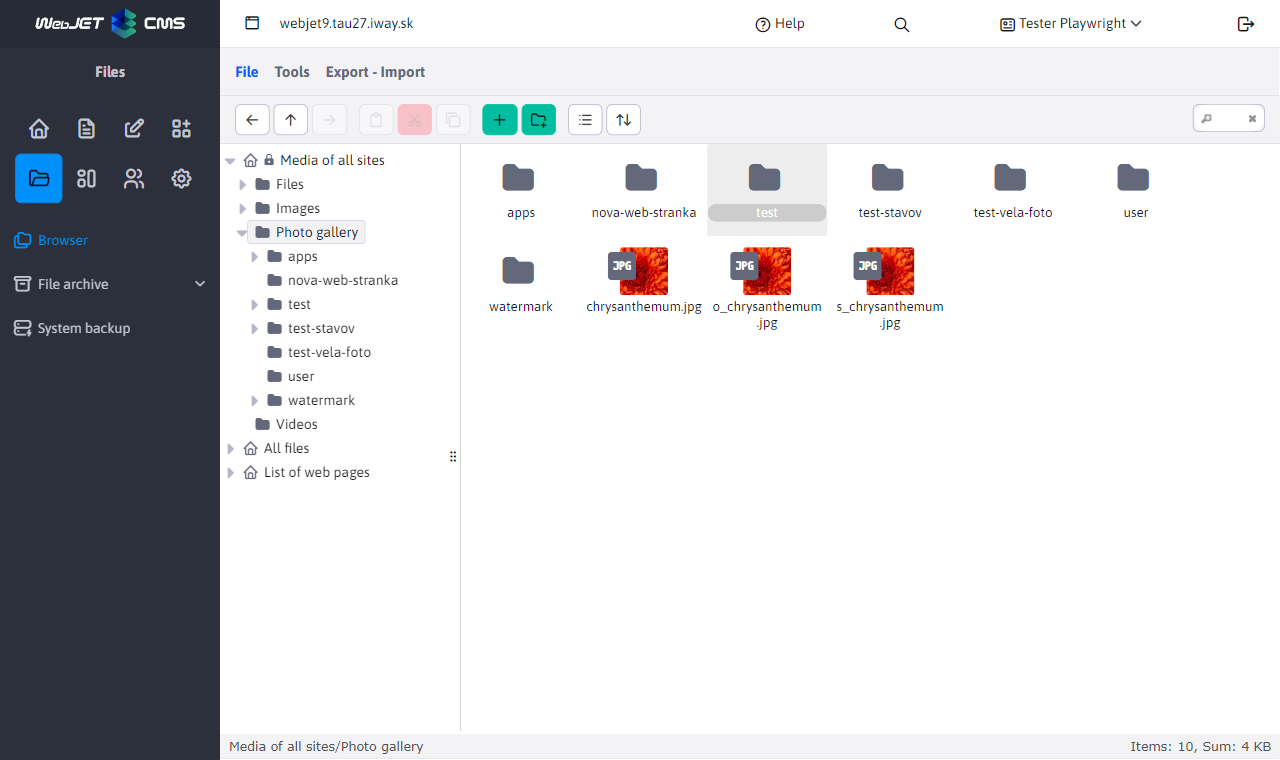 WebJET CMS
webjet9.tau27.iway.sk
Help
Tester Playwright
Files
File Tools Export - Import
Browser
File archive
System backup
Media of all sites
Files
Images
Photo gallery
apps
nova-web-stranka
test
test-stavov
test-vela-foto
user
watermark
Videos
All files
List of web pages
apps
nova-web-stranka
test
test-stavov
test-vela-foto
user
watermark
JPG
chrysanthemum.jpg
JPG
o_chrysanthemum
.jpg
JPG
s_chrysanthemum
.jpg
Media of all sites/Photo gallery
Items: 10, Sum: 4 KB